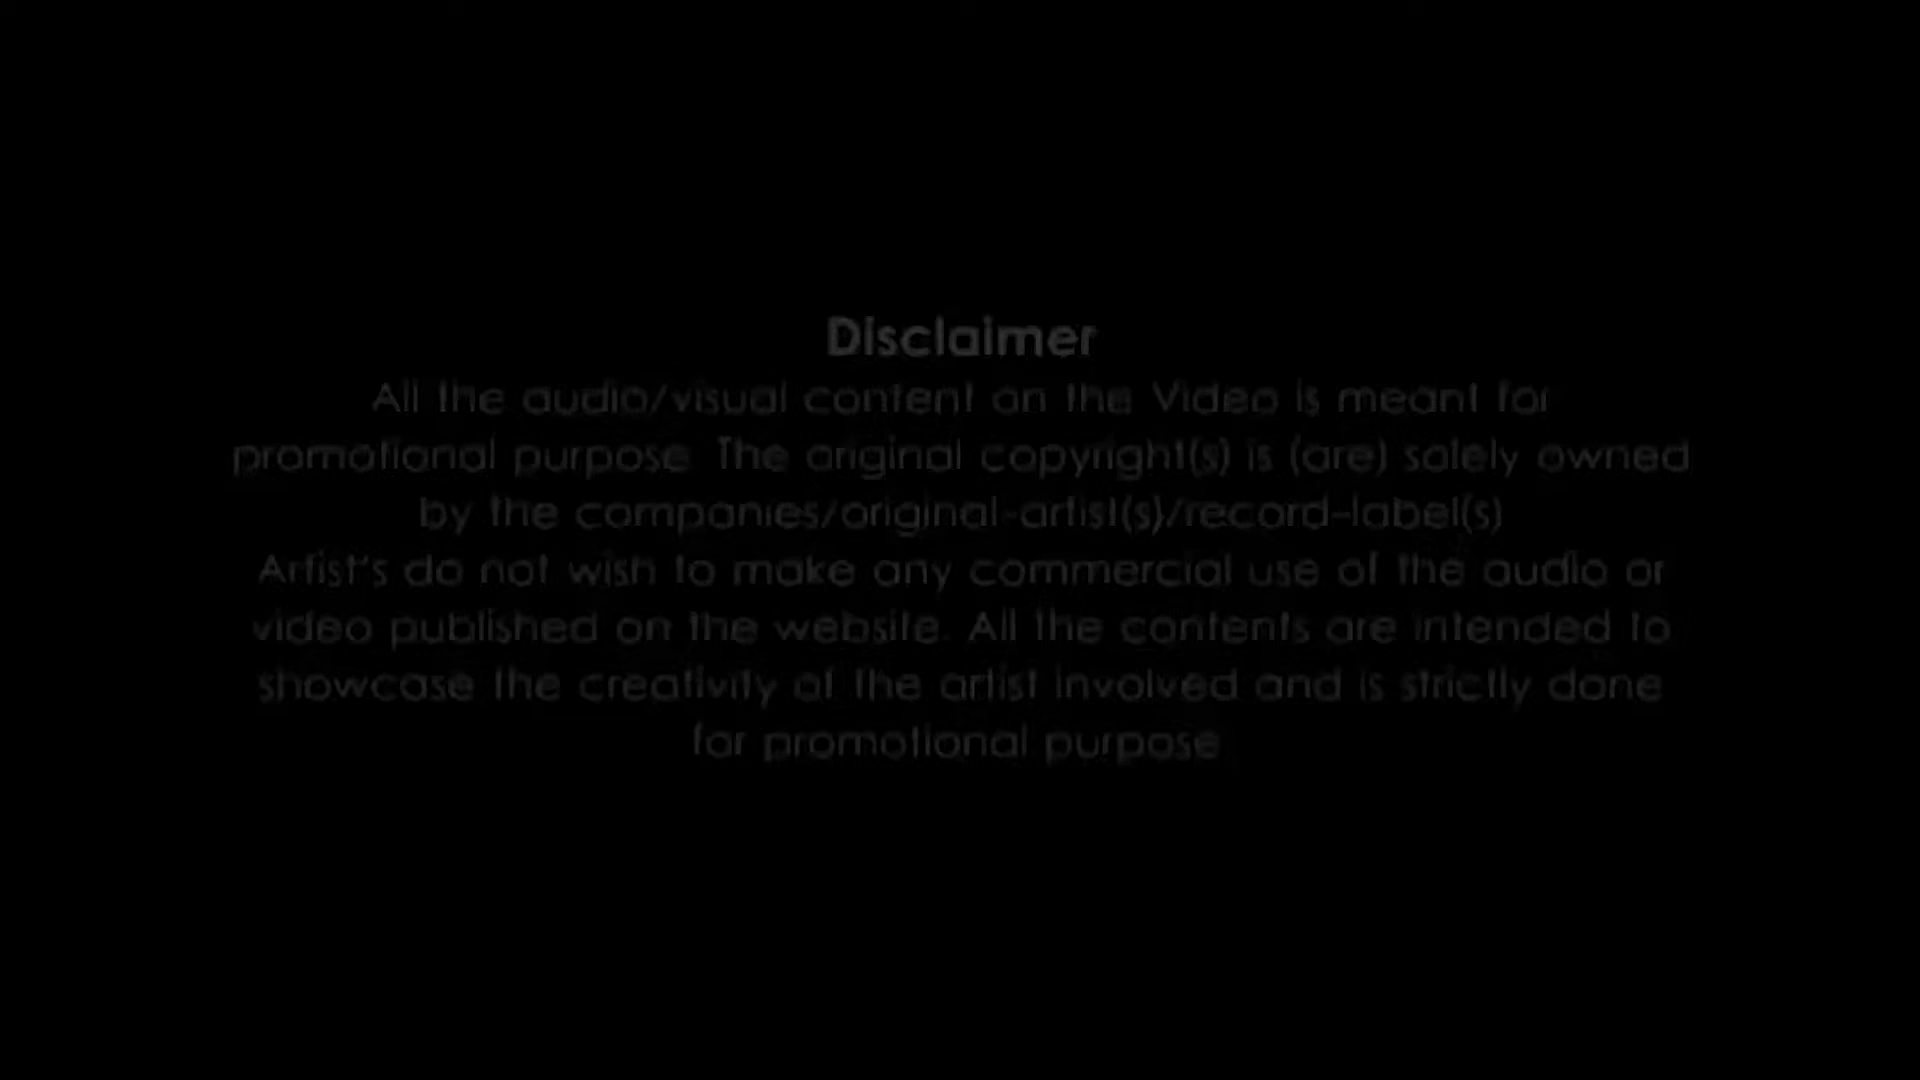 Disclaimer
All the audio/visual content on the Video is meant for
promotional purpose. The original copyright(s) is (are) solely owned
by the companies/original-artist(s)/record-label(s)
Artist's do not wish to make any commercial use of the audio or
video published on the website. All the contents are intended to
showcase the creativity of the artist involved and is strictly done
for promotional purpose